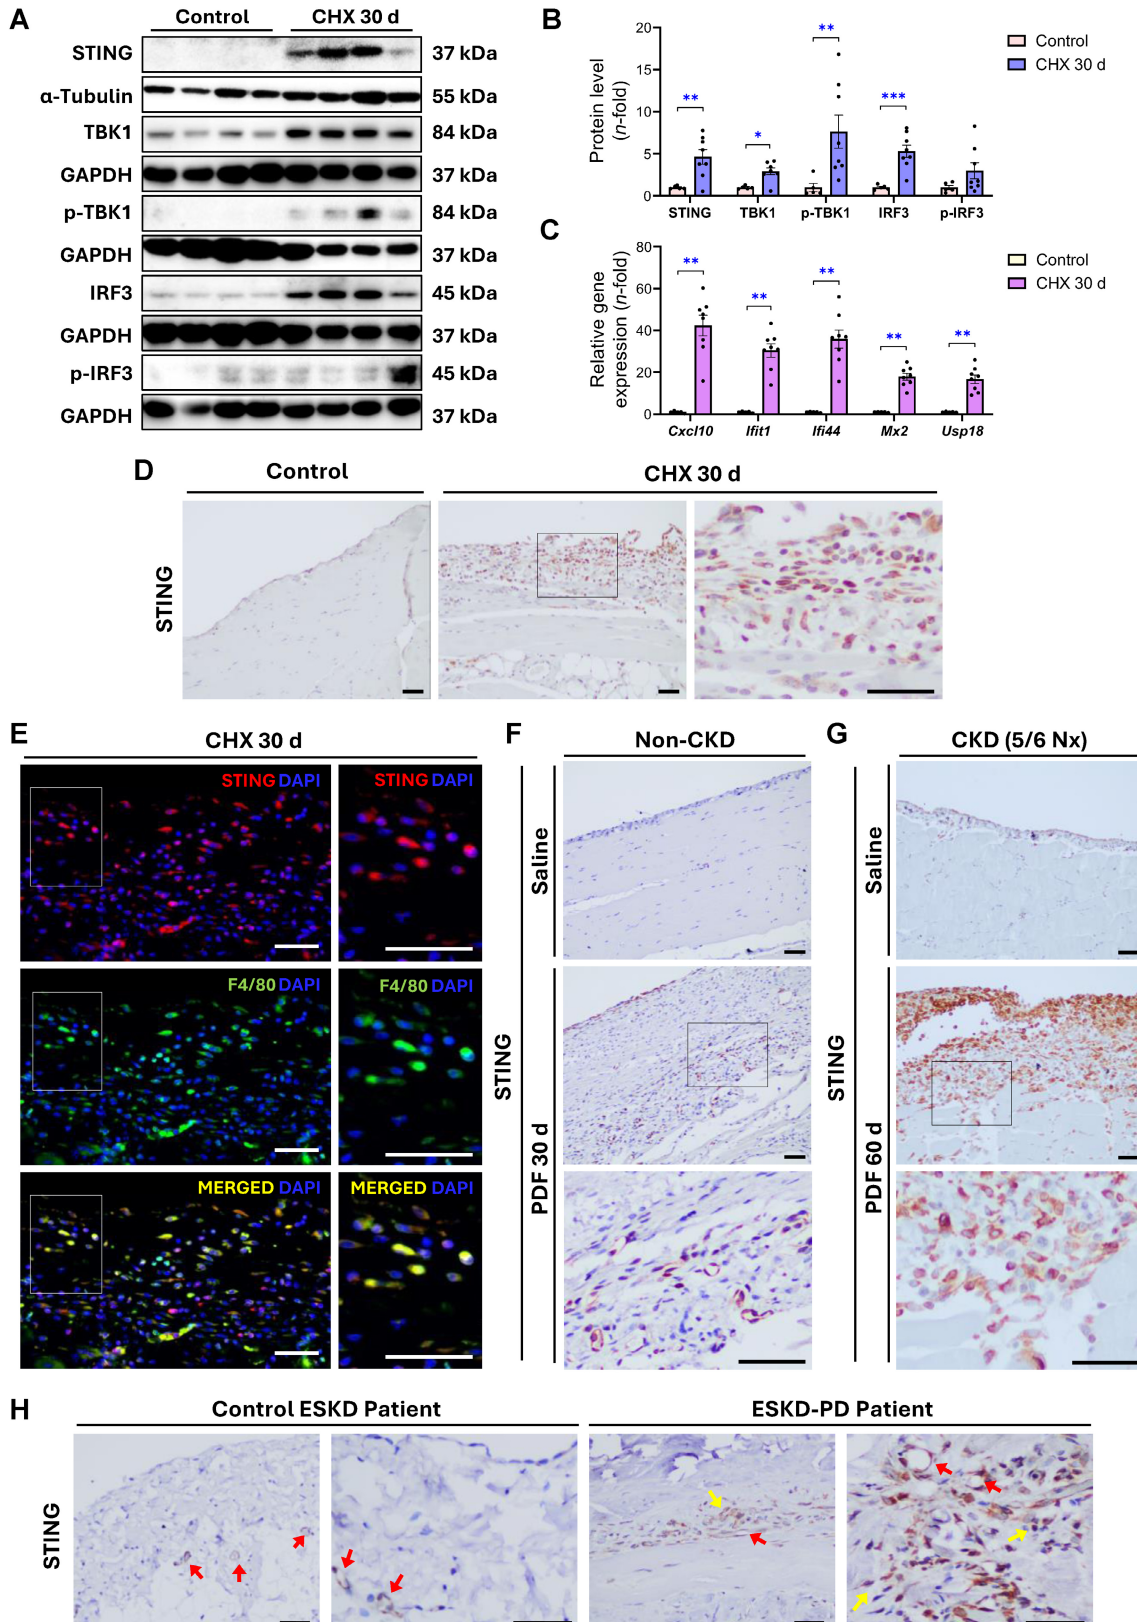 A
Control
CHX 30 d
STING
37 kDa
α-Tubulin
55 kDa
TBK1
84 kDa
GAPDH
37 kDa
p-TBK1
84 kDa
GAPDH
37 kDa
IRF3
45 kDa
GAPDH
37 kDa
p-IRF3
45 kDa
GAPDH
37 kDa
B
Protein level
(n-fold)
20
15
10
5
0
**
*
**
***
STING
TBK1
p-TBK1
IRF3
p-IRF3
Control
CHX 30 d
C
Relative gene
expression (n-fold)
80
60
40
20
0
**
**
**
**
**
Cxcl10
Ifit1
Ifi44
Mx2
Usp18
Control
CHX 30 d
D
Control
CHX 30 d
STING
E
CHX 30 d
STING DAPI
STING DAPI
F4/80 DAPI
F4/80 DAPI
MERGED DAPI
MERGED DAPI
F
Non-CKD
STING
Saline
PDF 30 d
G
CKD (5/6 Nx)
STING
Saline
PDF 60 d
H
Control ESKD Patient
ESKD-PD Patient
STING